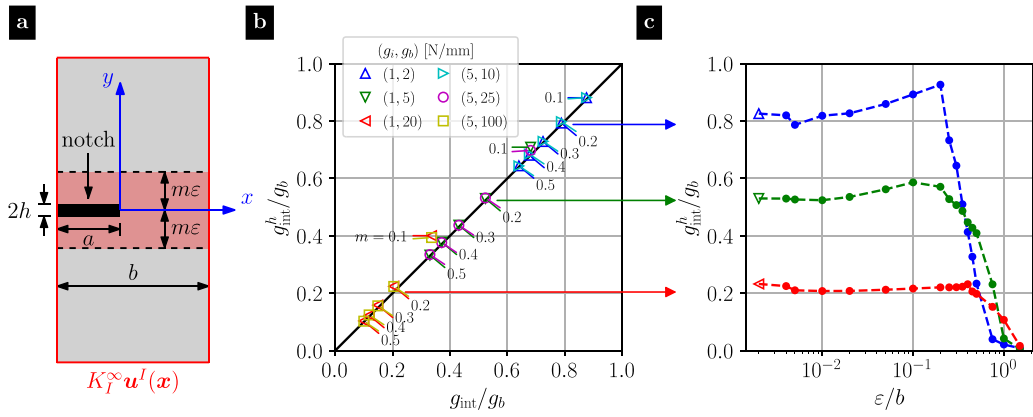 a
y
notch
mε
x
2h
a
mε
b
K_I^∞ u^I(x)
b
(g_i, g_b) [N/mm]
(1, 2)
(5, 10)
(1, 5)
(5, 25)
(1, 20)
(5, 100)
g_int^h/g_b
1.0
0.8
0.6
0.4
0.2
0.0
0.0 0.2 0.4 0.6 0.8 1.0
g_int/g_b
0.1
0.2
0.3
0.4
0.5
0.1
0.2
0.3
0.4
0.5
m = 0.1
0.2
0.3
0.4
0.5
c
g_int^h/g_b
1.0
0.8
0.6
0.4
0.2
0.0
10^−2 10^−1 10^0
ε/b